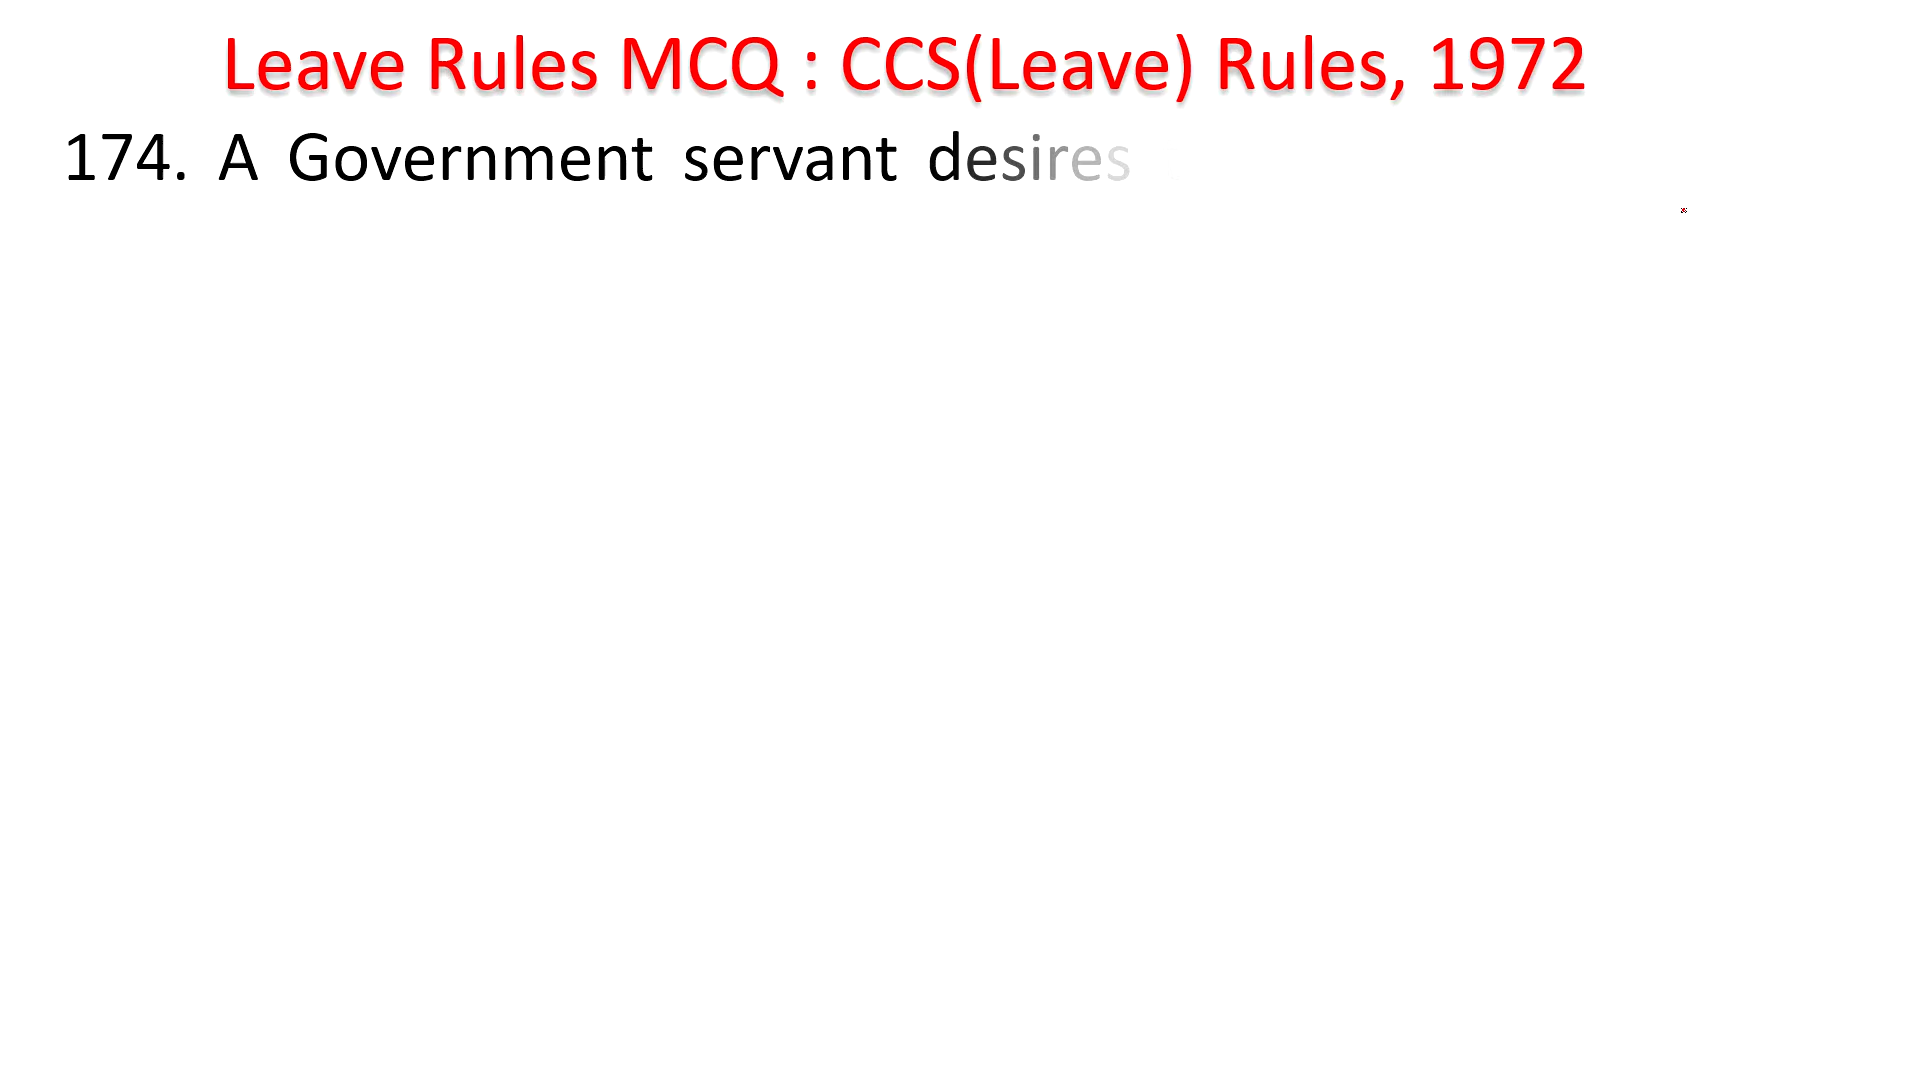 Leave Rules MCQ : CCS(Leave) Rules, 1972
174. A Government servant desires